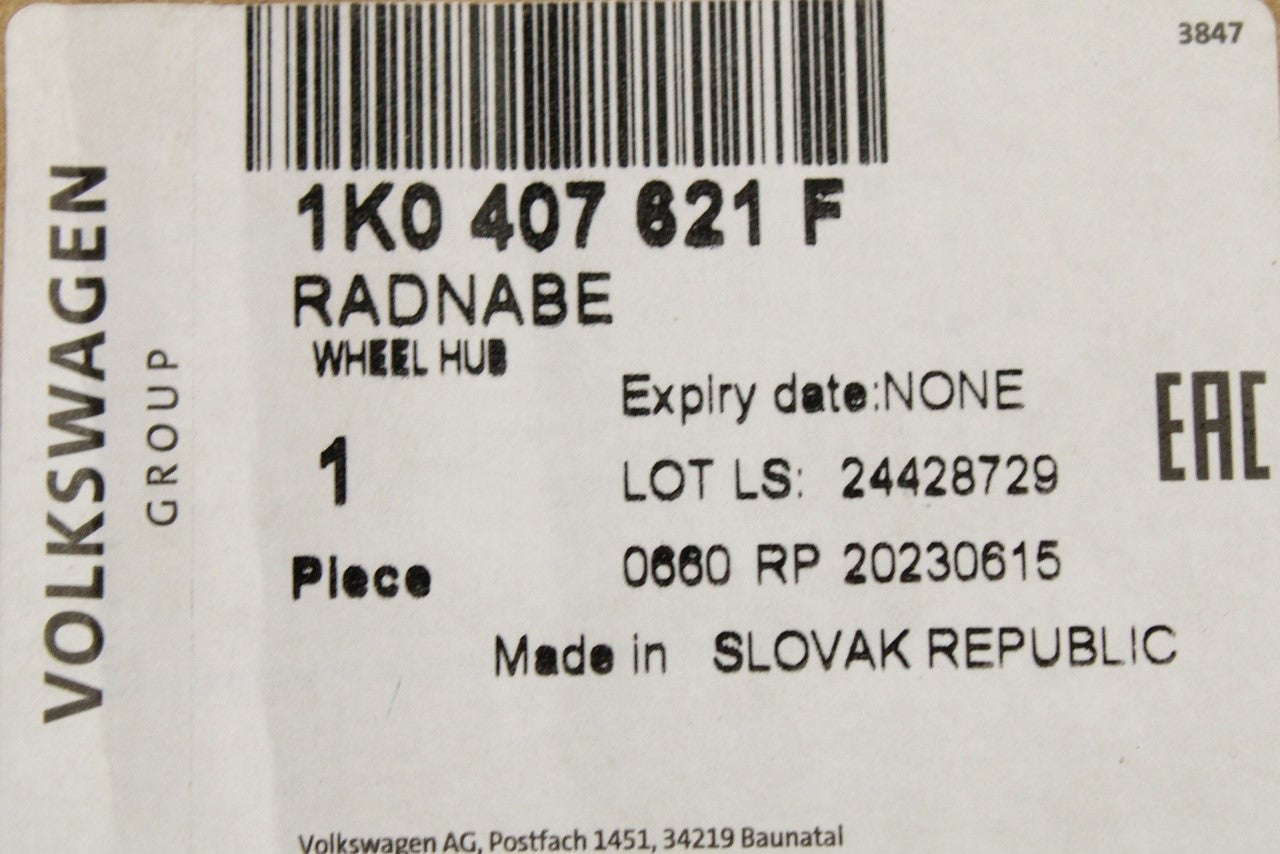 3847
1K0 407 621 F
RADNABE
WHEEL HUB
Expiry date:NONE
1
LOT LS: 24428729
Piece
0660 RP 20230615
Made in SLOVAK REPUBLIC
EAC
VOLKSWAGEN
GROUP
Volkswagen AG, Postfach 1451, 34219 Baunatal